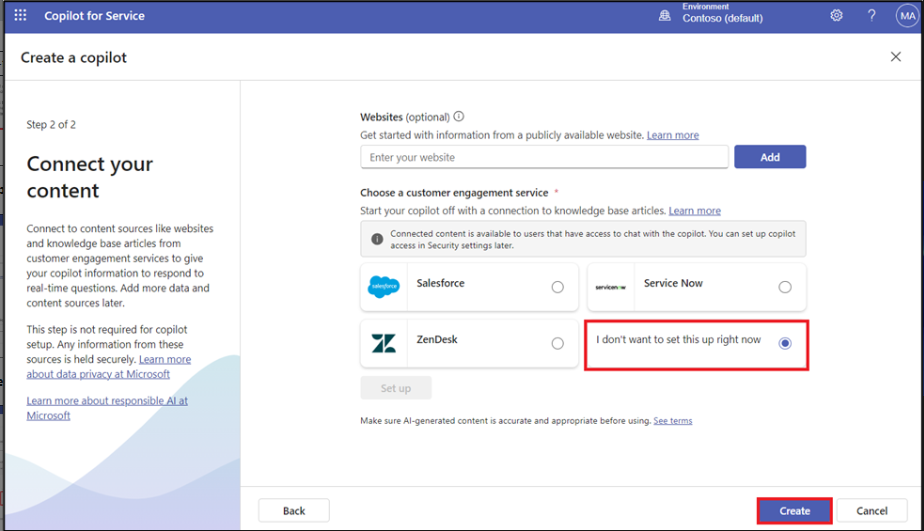 Copilot for Service
Environment
Contoso (default)
?
MA
Create a copilot
Step 2 of 2
Connect your
content
Connect to content sources like websites
and knowledge base articles from
customer engagement services to give
your copilot information to respond to
real-time questions. Add more data and
content sources later.
This step is not required for copilot
setup. Any information from these
sources is held securely. Learn more
about data privacy at Microsoft
Learn more about responsible AI at
Microsoft
Websites (optional)
Get started with information from a publicly available website. Learn more
Enter your website
Add
Choose a customer engagement service *
Start your copilot off with a connection to knowledge base articles. Learn more
Connected content is available to users that have access to chat with the copilot. You can set up copilot
access in Security settings later.
salesforce
Salesforce
servicenow
Service Now
ZenDesk
I don't want to set this up right now
Set up
Make sure AI-generated content is accurate and appropriate before using. See terms
Back
Create
Cancel